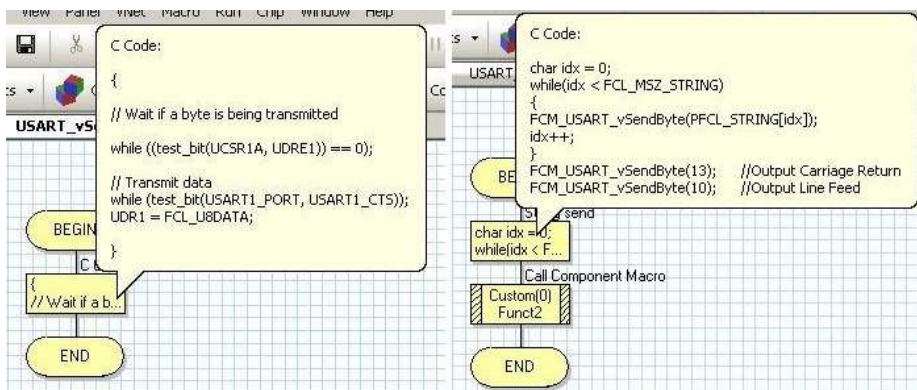 View Panel VNet Macro Run Chip Window Help
C Code:
{
// Wait if a byte is being transmitted
while ((test_bit(UCSR1A, UDRE1)) == 0);
// Transmit data
while (test_bit(USART1_PORT, USART1_CTS));
UDR1 = FCL_U8DATA;
}
USART_vSe
BEGIN
{
// Wait if a b...
END
C Code:
char idx = 0;
while(idx < FCL_MSZ_STRING)
{
FCM_USART_vSendByte(PFCL_STRING[idx]);
idx++;
}
FCM_USART_vSendByte(13); //Output Carriage Return
FCM_USART_vSendByte(10); //Output Line Feed
USART_
BE
send
char idx = 0;
while(idx < F...
Call Component Macro
Custom(0)
Funct2
END